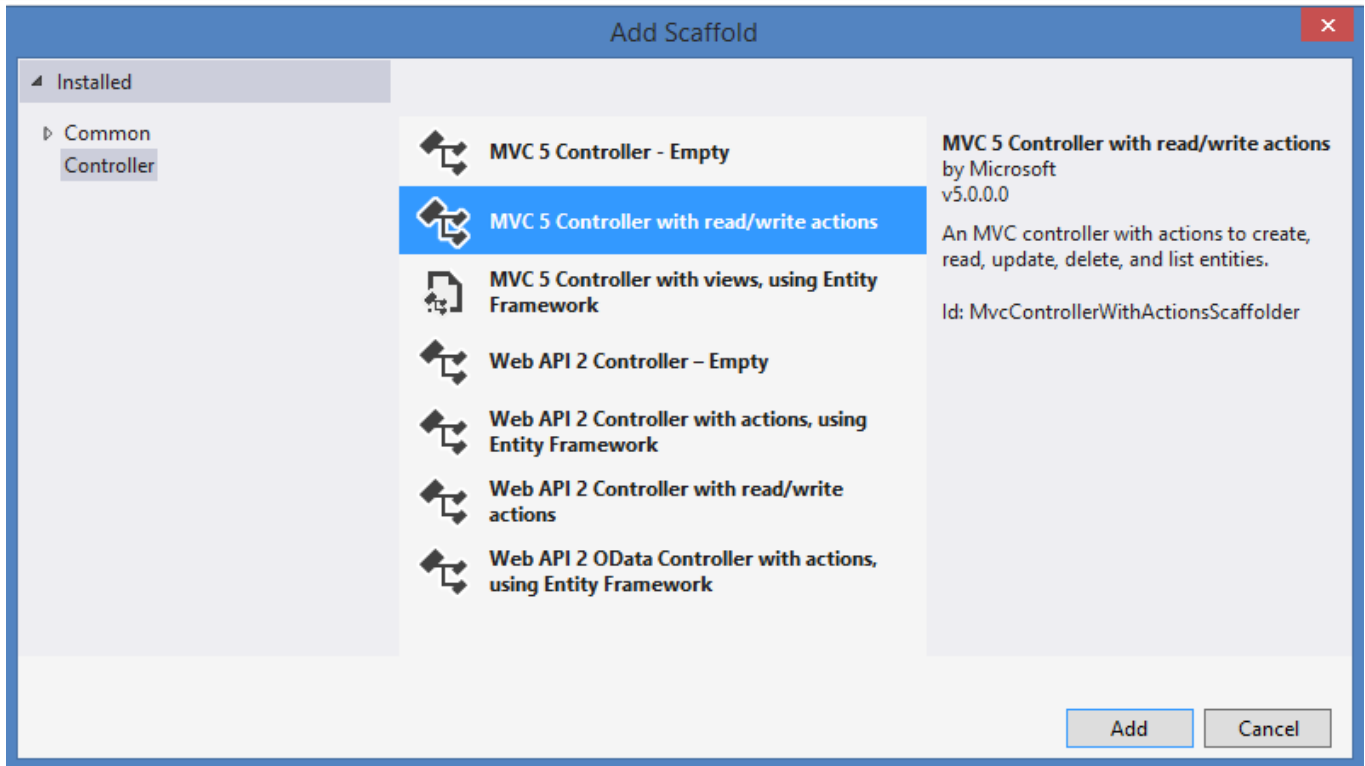 Add Scaffold
Installed
Common
Controller
MVC 5 Controller - Empty
MVC 5 Controller with read/write actions
MVC 5 Controller with views, using Entity
Framework
Web API 2 Controller – Empty
Web API 2 Controller with actions, using
Entity Framework
Web API 2 Controller with read/write
actions
Web API 2 OData Controller with actions,
using Entity Framework
MVC 5 Controller with read/write actions
by Microsoft
v5.0.0.0
An MVC controller with actions to create,
read, update, delete, and list entities.
Id: MvcControllerWithActionsScaffolder
Add
Cancel